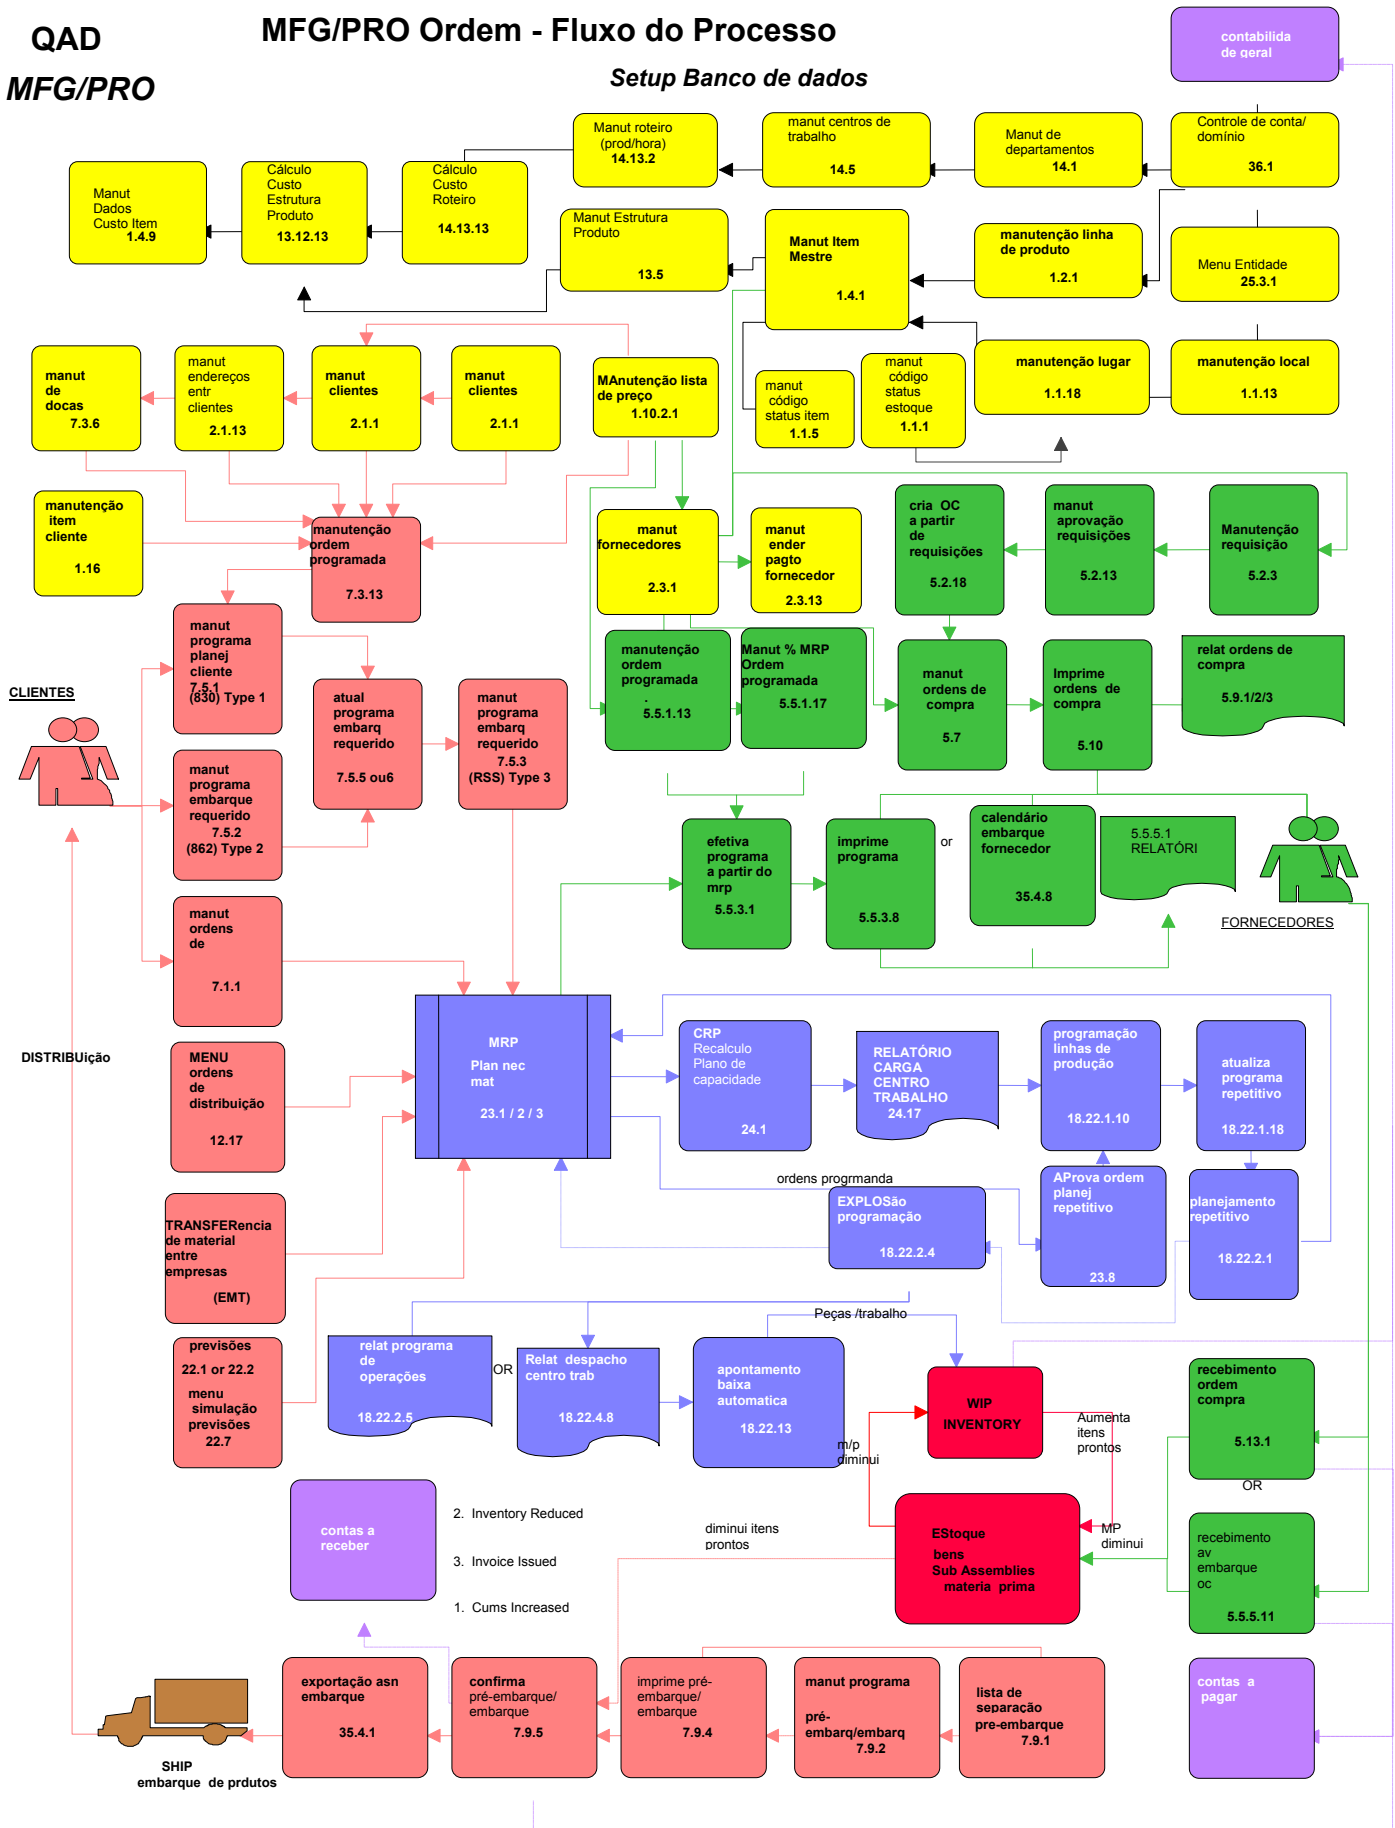 QAD
MFG/PRO
MFG/PRO Ordem - Fluxo do Processo
Setup Banco de dados
contabilida
de geral
Manut roteiro
(prod/hora)
14.13.2
manut centros de
trabalho
14.5
Manut de
departamentos
14.1
Controle de conta/
domínio
36.1
Manut
Dados
Custo Item
1.4.9
Cálculo
Custo
Estrutura
Produto
13.12.13
Cálculo
Custo
Roteiro
14.13.13
Manut Estrutura
Produto
13.5
Manut Item
Mestre
1.4.1
manutenção linha
de produto
1.2.1
Menu Entidade
25.3.1
manut
de
docas
7.3.6
manut
endereços
entr
clientes
2.1.13
manut
clientes
2.1.1
manut
clientes
2.1.1
MAnutenção lista
de preço
1.10.2.1
manut
código
status item
1.1.5
manut
código
status
estoque
1.1.1
manutenção lugar
1.1.18
manutenção local
1.1.13
manutenção
item
cliente
1.16
manutenção
ordem
programada
7.3.13
manut
fornecedores
2.3.1
manut
ender
pagto
fornecedor
2.3.13
cria OC
a partir
de
requisições
5.2.18
manut
aprovação
requisições
5.2.13
Manutenção
requisição
5.2.3
CLIENTES
manut
programa
planej
cliente
7.5.1
(830) Type 1
atual
programa
embarq
requerido
7.5.5 ou6
manut
programa
embarq
requerido
7.5.3
(RSS) Type 3
manutenção
ordem
programada
.
5.5.1.13
Manut % MRP
Ordem
programada
5.5.1.17
manut
ordens de
compra
5.7
Imprime
ordens de
compra
5.10
relat ordens de
compra
5.9.1/2/3
manut
programa
embarque
requerido
7.5.2
(862) Type 2
efetiva
programa
a partir do
mrp
5.5.3.1
imprime
programa
5.5.3.8
or
calendário
embarque
fornecedor
35.4.8
5.5.5.1
RELATÓRI
FORNECEDORES
manut
ordens
de
7.1.1
DISTRIBUição
MENU
ordens
de
distribuição
12.17
MRP
Plan nec
mat
23.1 / 2 / 3
CRP
Recalculo
Plano de
capacidade
24.1
RELATÓRIO
CARGA
CENTRO
TRABALHO
24.17
programação
linhas de
produção
18.22.1.10
atualiza
programa
repetitivo
18.22.1.18
ordens progrmanda
TRANSFERencia
de material
entre
empresas
(EMT)
EXPLOSão
programação
18.22.2.4
AProva ordem
planej
repetitivo
23.8
planejamento
repetitivo
18.22.2.1
Peças /trabalho
previsões
22.1 or 22.2
menu
simulação
previsões
22.7
relat programa
de
operações
18.22.2.5
OR
Relat despacho
centro trab
18.22.4.8
apontamento
baixa
automatica
18.22.13
WIP
INVENTORY
Aumenta
itens
prontos
m/p
diminui
recebimento
ordem
compra
5.13.1
OR
contas a
receber
2. Inventory Reduced
3. Invoice Issued
1. Cums Increased
diminui itens
prontos
EStoque
bens
Sub Assemblies
materia prima
MP
diminui
recebimento
av
embarque
oc
5.5.5.11
exportação asn
embarque
35.4.1
confirma
pré-embarque/
embarque
7.9.5
imprime pré-
embarque/
embarque
7.9.4
manut programa
pré-
embarq/embarq
7.9.2
lista de
separação
pre-embarque
7.9.1
contas a
pagar
SHIP
embarque de prdutos